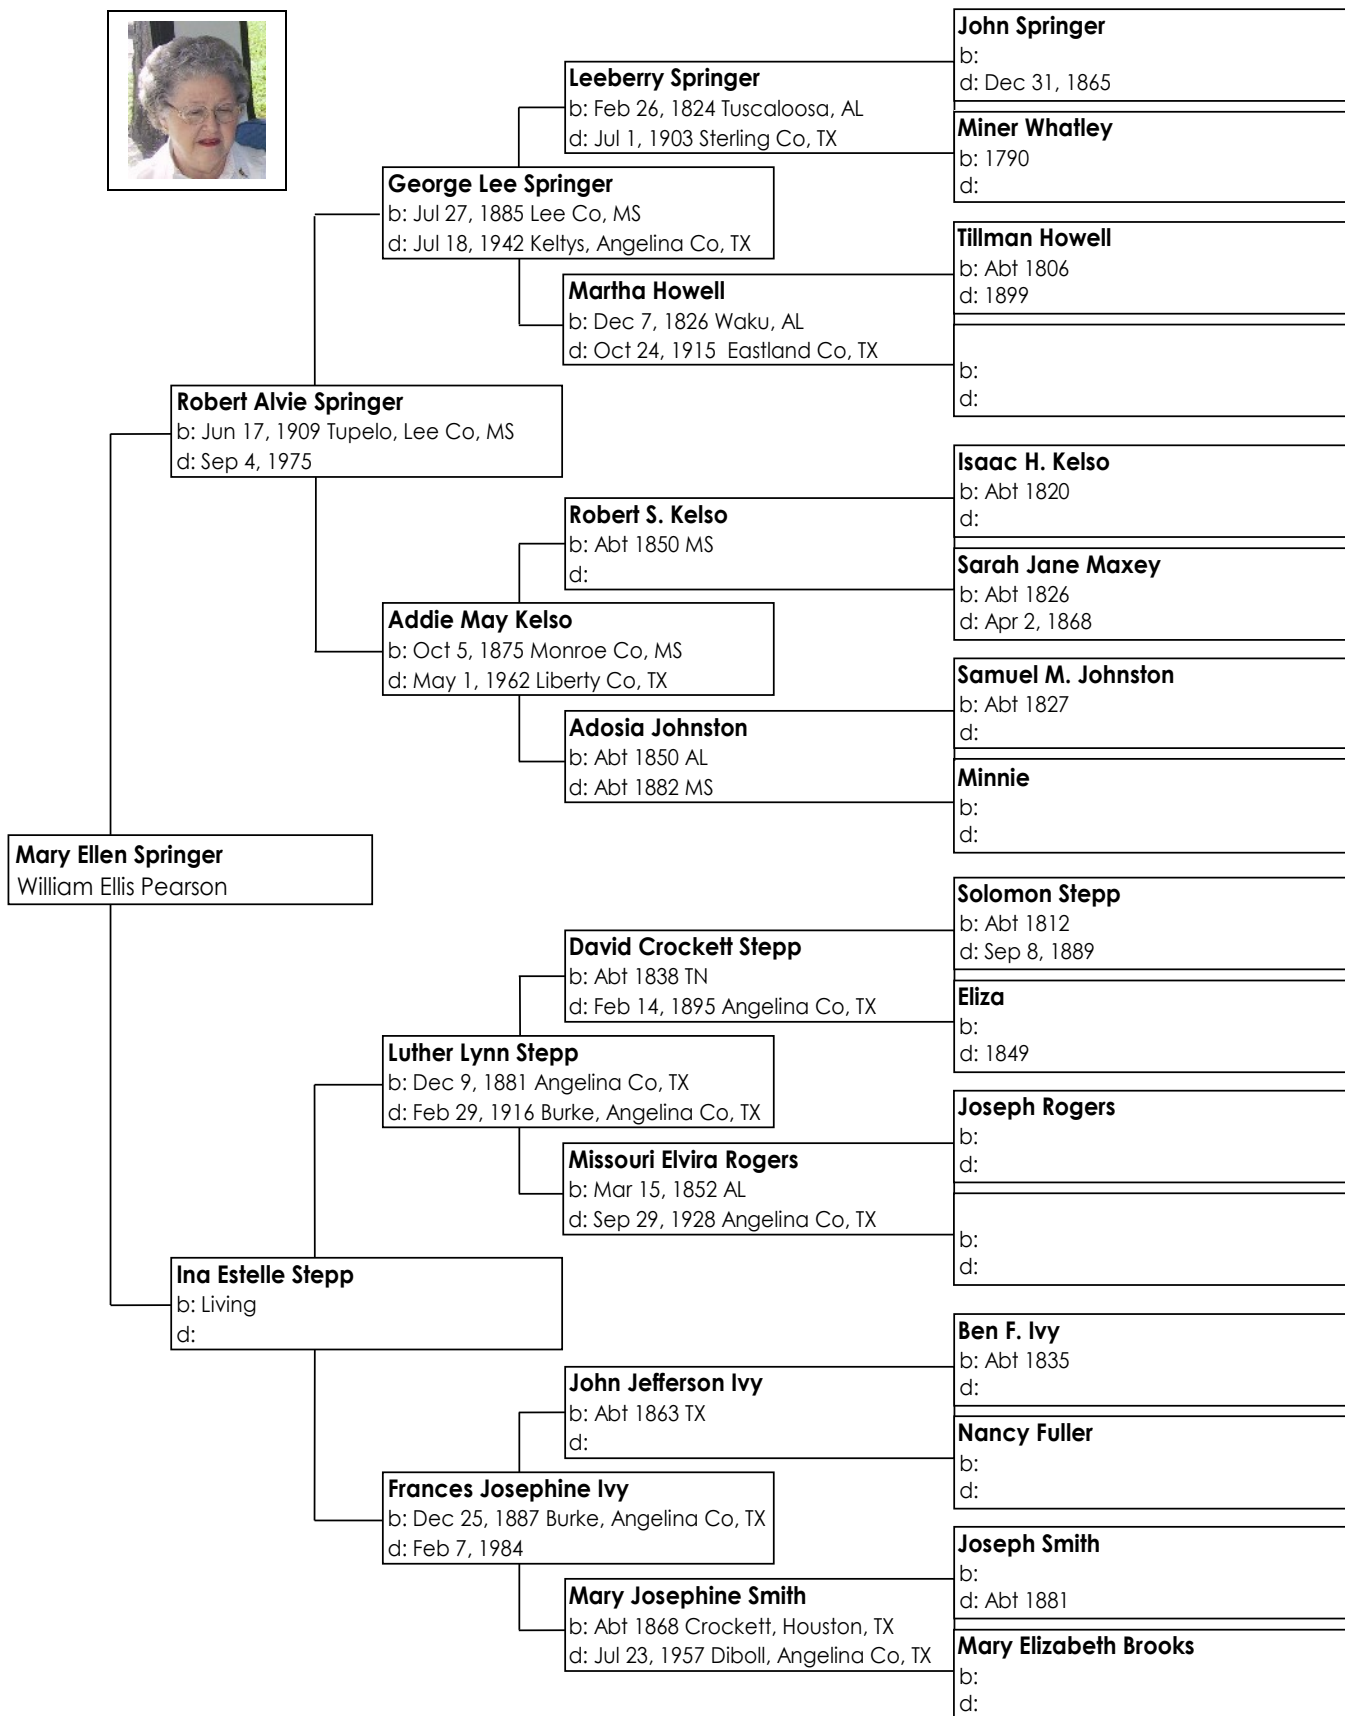 Mary Ellen Springer
William Ellis Pearson
Robert Alvie Springer
b: Jun 17, 1909 Tupelo, Lee Co, MS
d: Sep 4, 1975
Ina Estelle Stepp
b: Living
d:
George Lee Springer
b: Jul 27, 1885 Lee Co, MS
d: Jul 18, 1942 Keltys, Angelina Co, TX
Addie May Kelso
b: Oct 5, 1875 Monroe Co, MS
d: May 1, 1962 Liberty Co, TX
Luther Lynn Stepp
b: Dec 9, 1881 Angelina Co, TX
d: Feb 29, 1916 Burke, Angelina Co, TX
Frances Josephine Ivy
b: Dec 25, 1887 Burke, Angelina Co, TX
d: Feb 7, 1984
Leeberry Springer
b: Feb 26, 1824 Tuscaloosa, AL
d: Jul 1, 1903 Sterling Co, TX
Martha Howell
b: Dec 7, 1826 Waku, AL
d: Oct 24, 1915 Eastland Co, TX
Robert S. Kelso
b: Abt 1850 MS
d:
Adosia Johnston
b: Abt 1850 AL
d: Abt 1882 MS
David Crockett Stepp
b: Abt 1838 TN
d: Feb 14, 1895 Angelina Co, TX
Missouri Elvira Rogers
b: Mar 15, 1852 AL
d: Sep 29, 1928 Angelina Co, TX
John Jefferson Ivy
b: Abt 1863 TX
d:
Mary Josephine Smith
b: Abt 1868 Crockett, Houston, TX
d: Jul 23, 1957 Diboll, Angelina Co, TX
John Springer
b:
d: Dec 31, 1865
Miner Whatley
b: 1790
d:
Tillman Howell
b: Abt 1806
d: 1899
b:
d:
Isaac H. Kelso
b: Abt 1820
d:
Sarah Jane Maxey
b: Abt 1826
d: Apr 2, 1868
Samuel M. Johnston
b: Abt 1827
d:
Minnie
b:
d:
Solomon Stepp
b: Abt 1812
d: Sep 8, 1889
Eliza
b:
d: 1849
Joseph Rogers
b:
d:
b:
d:
Ben F. Ivy
b: Abt 1835
d:
Nancy Fuller
b:
d:
Joseph Smith
b:
d: Abt 1881
Mary Elizabeth Brooks
b:
d: